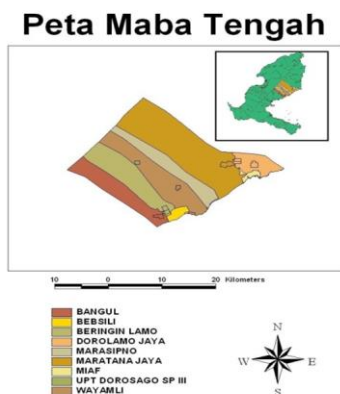 Peta Maba Tengah
10 0 10 20 Kilometers
BANGUL
BEBSILI
BERINGIN LAMO
DOROLAMO JAYA
MARASIPNO
MARATANA JAYA
MIAF
UPT DOROSAGO SP III
WAYAMLI
N
W E
S